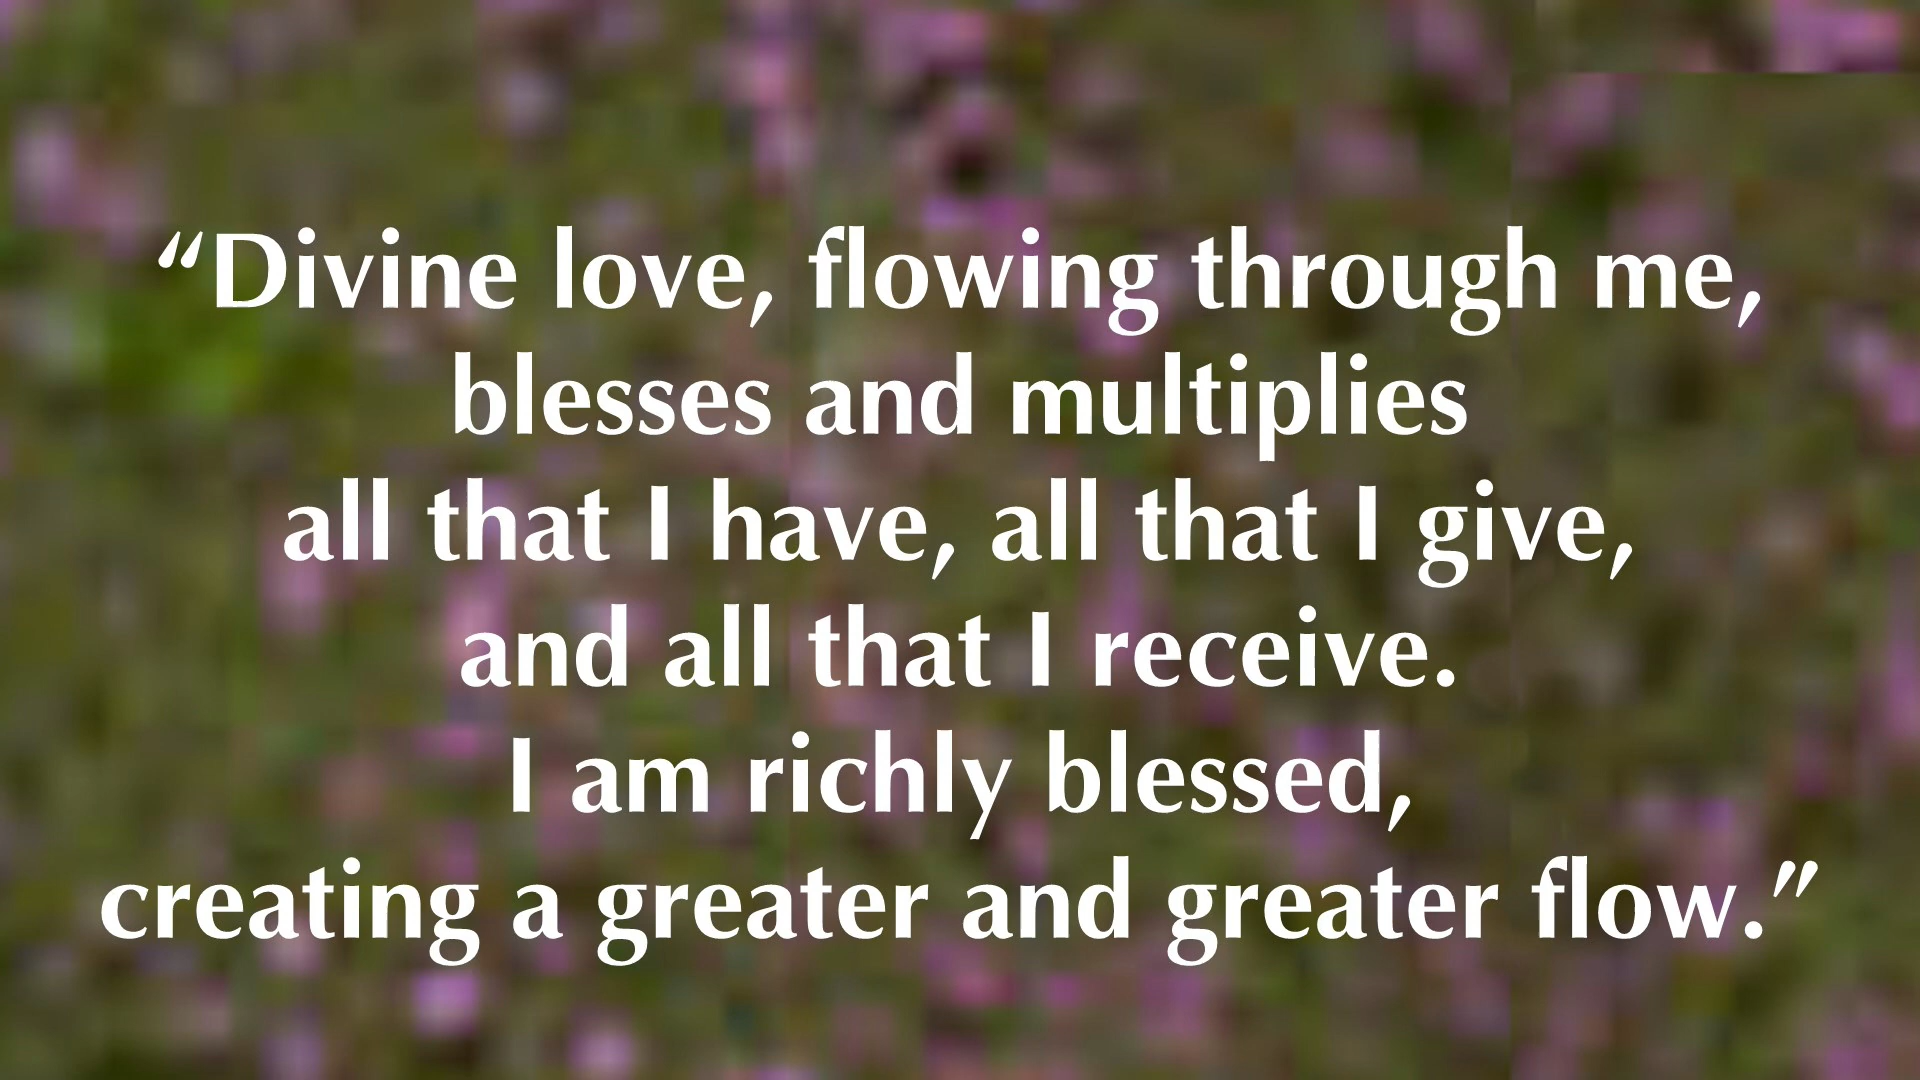 “Divine love, flowing through me,
blesses and multiplies
all that I have, all that I give,
and all that I receive.
I am richly blessed,
creating a greater and greater flow.”